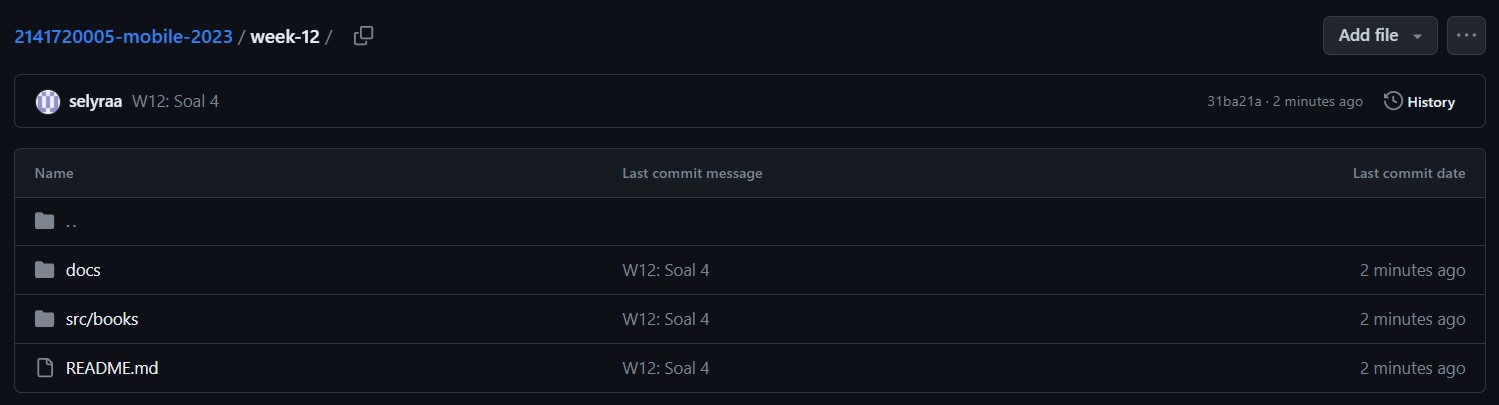 2141720005-mobile-2023 / week-12 / Add file
selyraa W12: Soal 4 31ba21a · 2 minutes ago History
Name Last commit message Last commit date
..
docs W12: Soal 4 2 minutes ago
src/books W12: Soal 4 2 minutes ago
README.md W12: Soal 4 2 minutes ago